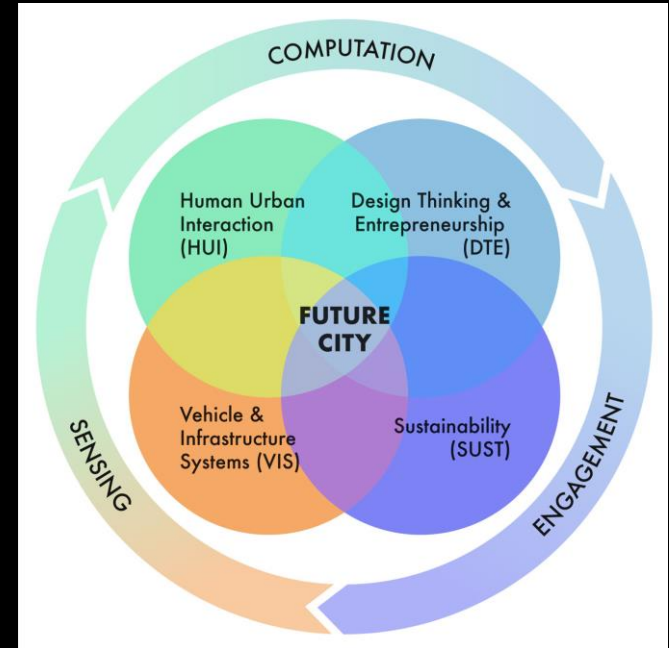 COMPUTATION
Human Urban
Interaction
(HUI)
Design Thinking &
Entrepreneurship
(DTE)
FUTURE
CITY
Vehicle &
Infrastructure
Systems (VIS)
Sustainability
(SUST)
SENSING
ENGAGEMENT